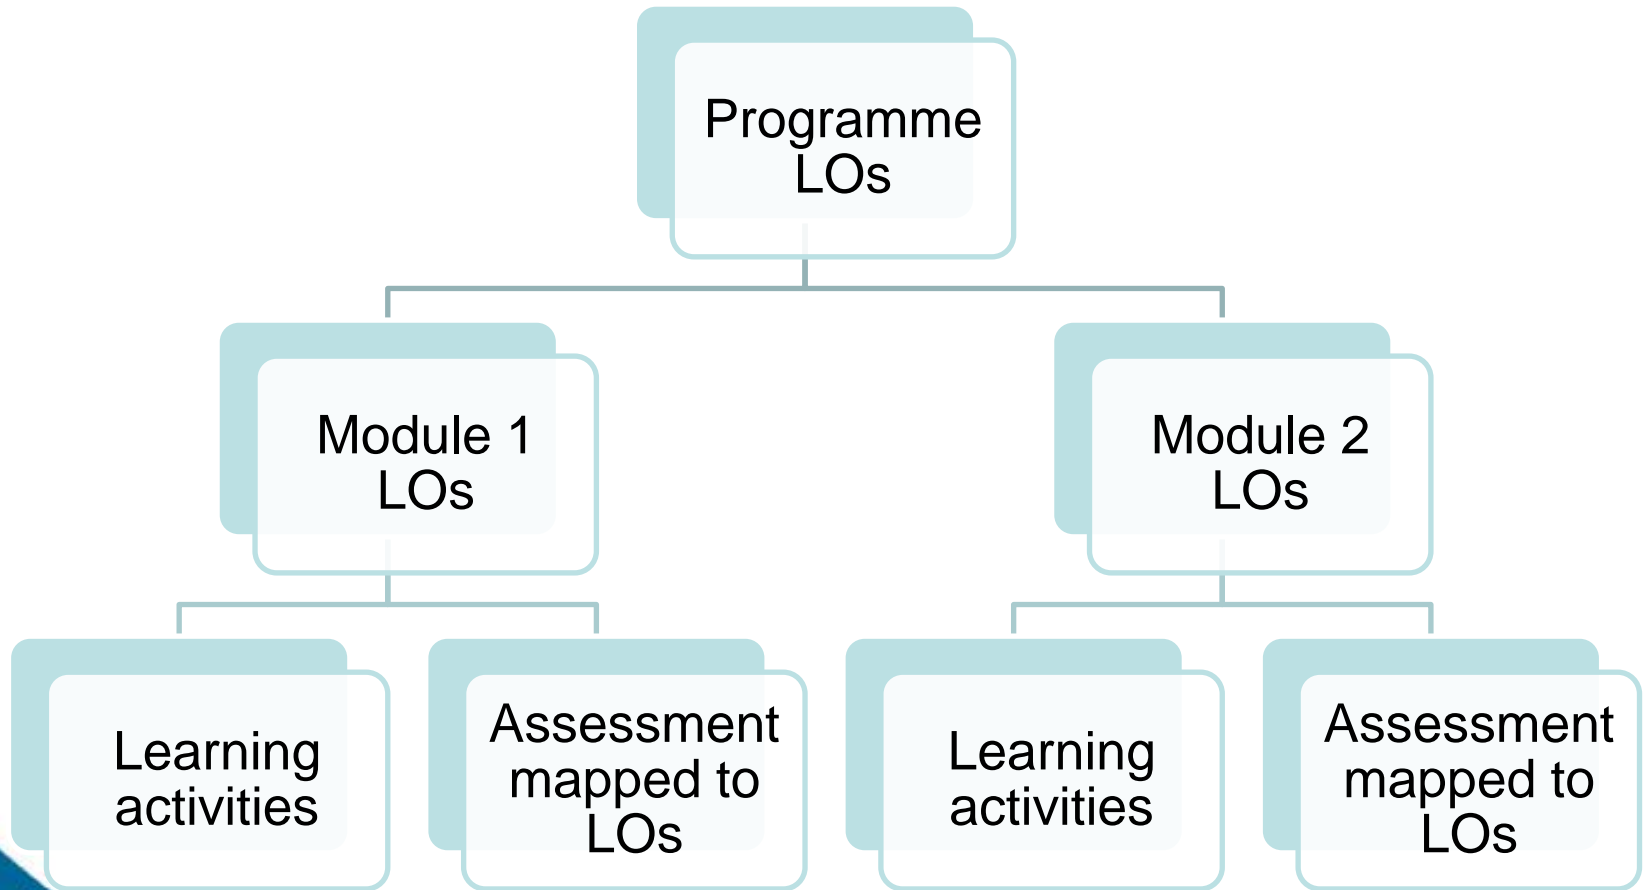 Programme
LOs
Module 1
LOs
Module 2
LOs
Learning
activities
Assessment
mapped to
LOs
Learning
activities
Assessment
mapped to
LOs